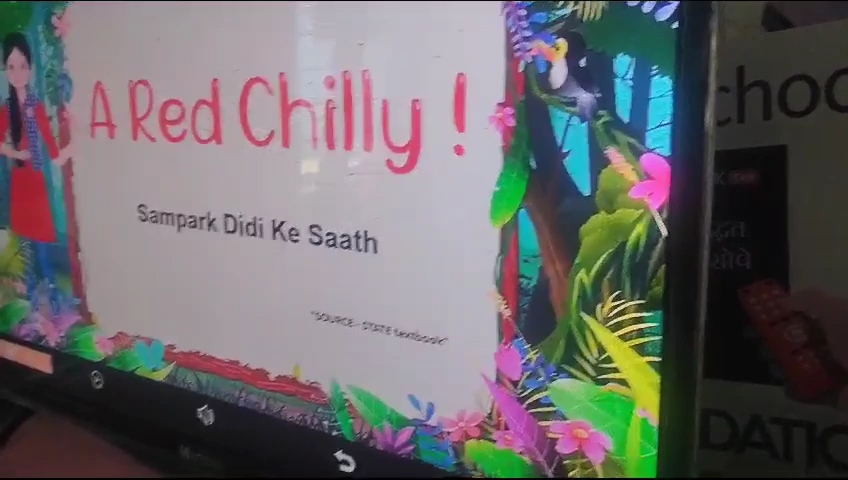 A Red Chilly !
Sampark Didi Ke Saath
"SOURCE - STATE textbook"
choo
DATIO